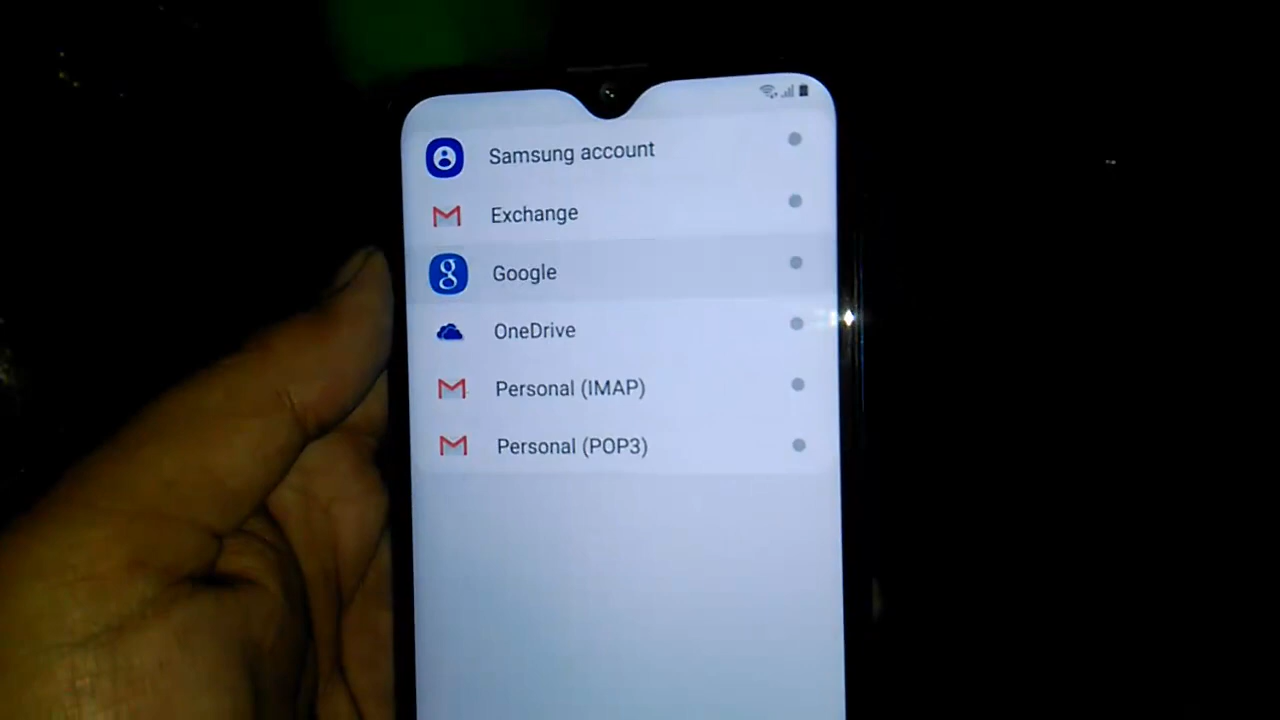 Samsung account
Exchange
Google
OneDrive
Personal (IMAP)
Personal (POP3)